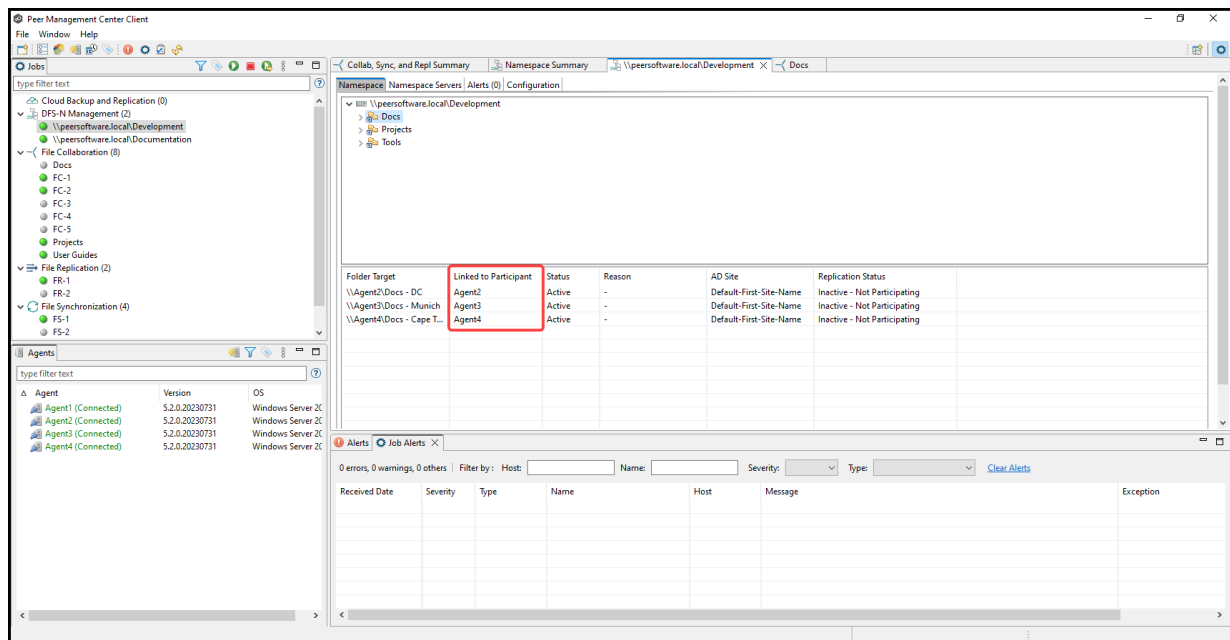 Peer Management Center Client
File Window Help
Jobs
type filter text
Cloud Backup and Replication (0)
DFS-N Management (2)
\\peersoftware.local\Development
\\peersoftware.local\Documentation
File Collaboration (8)
Docs
FC-1
FC-2
FC-3
FC-4
FC-5
Projects
User Guides
File Replication (2)
FR-1
FR-2
File Synchronization (4)
FS-1
FS-2
Agents
type filter text
Agent Version OS
Agent1 (Connected) 5.2.0.20230731 Windows Server 20
Agent2 (Connected) 5.2.0.20230731 Windows Server 20
Agent3 (Connected) 5.2.0.20230731 Windows Server 20
Agent4 (Connected) 5.2.0.20230731 Windows Server 20
Collab, Sync, and Repl Summary Namespace Summary \\peersoftware.local\Development Docs
Namespace Namespace Servers Alerts (0) Configuration
\\peersoftware.local\Development
Docs
Projects
Tools
Folder Target Linked to Participant Status Reason AD Site Replication Status
\\Agent2\Docs - DC Agent2 Active - Default-First-Site-Name Inactive - Not Participating
\\Agent3\Docs - Munich Agent3 Active - Default-First-Site-Name Inactive - Not Participating
\\Agent4\Docs - Cape T... Agent4 Active - Default-First-Site-Name Inactive - Not Participating
Alerts Job Alerts
0 errors, 0 warnings, 0 others Filter by : Host: Name: Severity: Type: Clear Alerts
Received Date Severity Type Name Host Message Exception